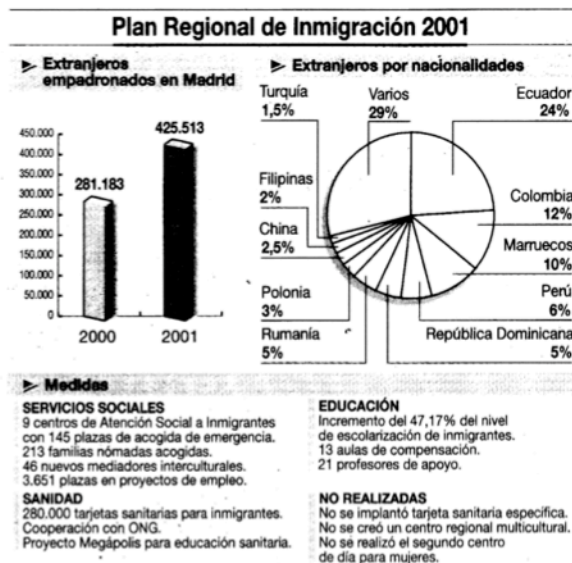 Plan Regional de Inmigración 2001
Extranjeros
empadronados en Madrid
450.000
400.000
350.000
300.000
250.000
200.000
150.000
100.000
50.000
0
281.183
425.513
2000
2001
Extranjeros por nacionalidades
Turquía
1,5%
Varios
29%
Ecuador
24%
Filipinas
2%
Colombia
12%
China
2,5%
Marruecos
10%
Polonia
3%
Perú
6%
Rumanía
5%
República Dominicana
5%
Medidas
SERVICIOS SOCIALES
9 centros de Atención Social a Inmigrantes
con 145 plazas de acogida de emergencia.
213 familias nómadas acogidas.
46 nuevos mediadores interculturales.
3.651 plazas en proyectos de empleo.
SANIDAD
280.000 tarjetas sanitarias para inmigrantes.
Cooperación con ONG.
Proyecto Megápolis para educación sanitaria.
EDUCACIÓN
Incremento del 47,17% del nivel
de escolarización de inmigrantes.
13 aulas de compensación.
21 profesores de apoyo.
NO REALIZADAS
No se implantó tarjeta sanitaria específica.
No se creó un centro regional multicultural.
No se realizó el segundo centro
de día para mujeres.